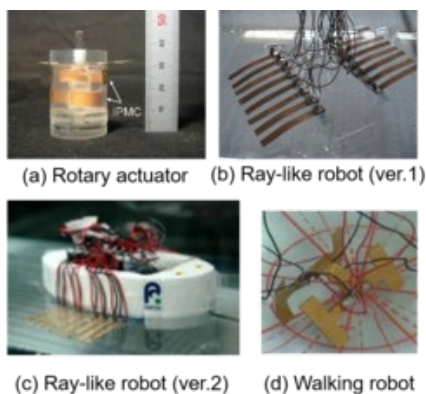 IPMC
(a) Rotary actuator
(b) Ray-like robot (ver.1)
(c) Ray-like robot (ver.2)
(d) Walking robot